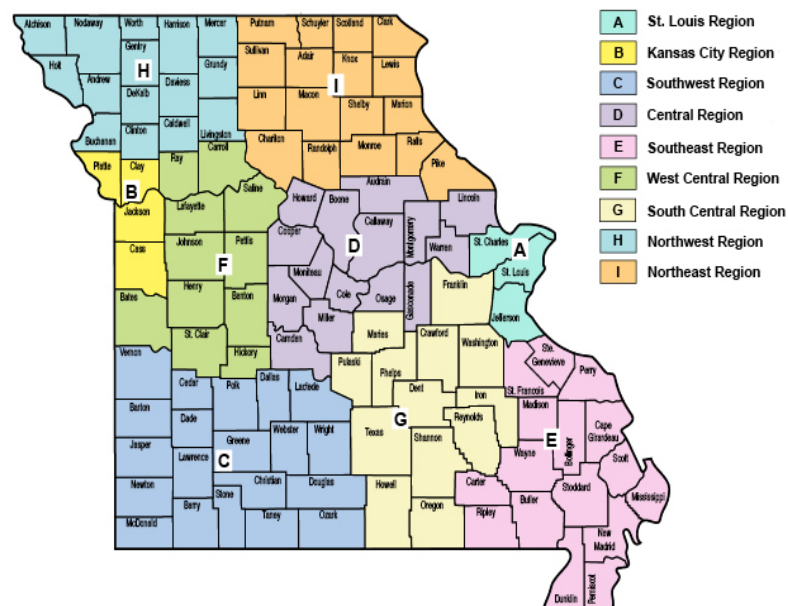 Atchison
Nodaway
Worth
Harrison
Mercer
Putnam
Schuyler
Scotland
Clark
Gentry
Sullivan
Adair
Knox
Holt
Andrew
H
Daviess
Grundy
I
Lewis
DeKalb
Linn
Macon
Shelby
Marion
Buchanan
Clinton
Caldwell
Livingston
Chariton
Randolph
Monroe
Ralls
Platte
Clay
Ray
Carroll
Pike
B
Saline
Audrain
Jackson
Lafayette
Howard
Boone
Lincoln
Callaway
Montgomery
Cass
Johnson
Pettis
Cooper
D
Warren
St. Charles
A
F
Moniteau
St. Louis
Bates
Henry
Benton
Morgan
Cole
Osage
Gasconade
Franklin
Miller
Jefferson
St. Clair
Camden
Maries
Crawford
Washington
Vernon
Hickory
Pulaski
Phelps
Ste.
Genevieve
Cedar
Polk
Dallas
Laclede
Dent
Iron
St. Francois
Perry
Barton
Dade
G
Reynolds
Madison
Cape
Girardeau
Jasper
Greene
Webster
Wright
Texas
Shannon
E
Bollinger
Lawrence
C
Wayne
Scott
Newton
Christian
Douglas
Howell
Carter
Stoddard
Mississippi
Stone
Barry
Taney
Ozark
Oregon
Ripley
Butler
McDonald
New
Madrid
Dunklin
Pemiscot
A St. Louis Region
B Kansas City Region
C Southwest Region
D Central Region
E Southeast Region
F West Central Region
G South Central Region
H Northwest Region
I Northeast Region